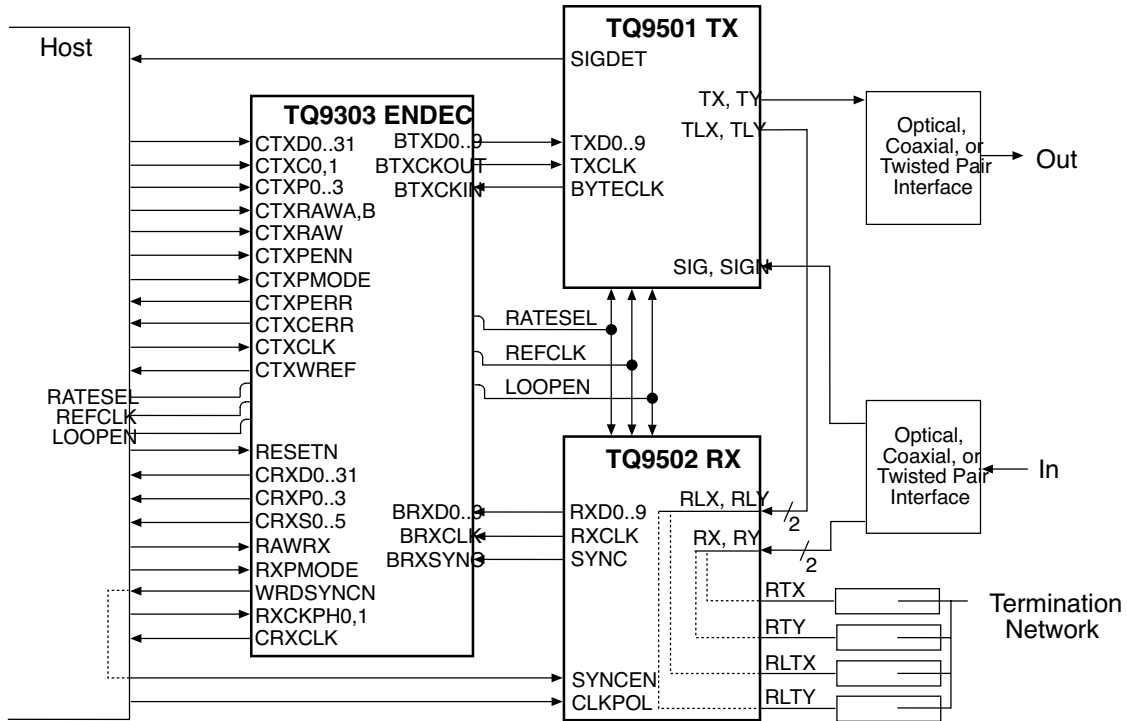 Host
TQ9501 TX
SIGDET
TX, TY
TLX, TLY
TXD0..9
TXCLK
BYTECLK
SIG, SIGN
TQ9303 ENDEC
CTXD0..31
CTXC0,1
CTXP0..3
CTXRAWA,B
CTXRAW
CTXPENN
CTXPMODE
CTXPERR
CTXCERR
CTXCLK
CTXWREF
BTXD0..9
BTXCKOUT
BTXCKIN
Optical,
Coaxial, or
Twisted Pair
Interface
Out
RATESEL
REFCLK
LOOPEN
RATESEL
REFCLK
LOOPEN
RESETN
CRXD0..31
CRXP0..3
CRXS0..5
RAWRX
RXPMODE
WRDSYNCN
RXCKPH0,1
CRXCLK
BRXD0..9
BRXCLK
BRXSYNC
TQ9502 RX
RLX, RLY
RXD0..9
RXCLK
SYNC
RX, RY
2
2
SYNCEN
CLKPOL
Optical,
Coaxial, or
Twisted Pair
Interface
In
RTX
RTY
RLTX
RLTY
Termination
Network